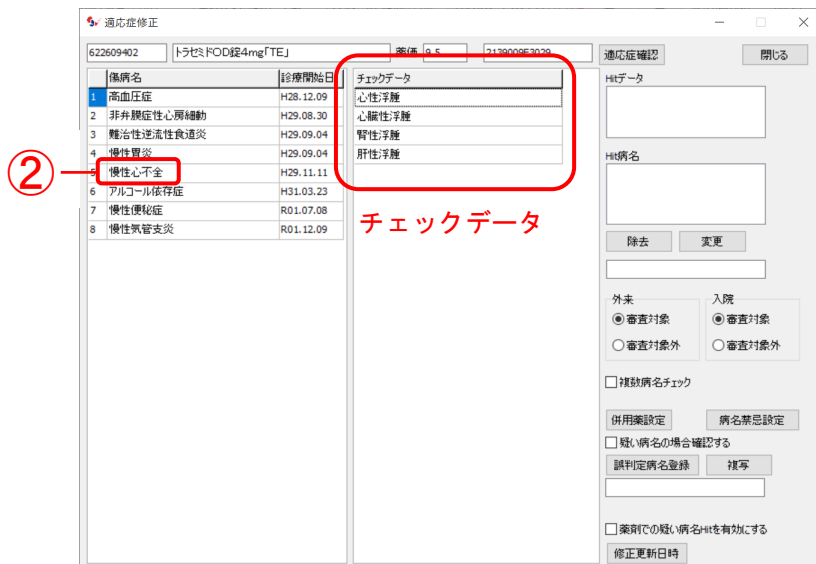 適応症修正
622609402 トラセミドOD錠4mg「TE」 薬価 9.5 2139009F3029 適応症確認 閉じる
傷病名 診療開始日
1 高血圧症 H28.12.09
2 非弁膜症性心房細動 H29.08.30
3 難治性逆流性食道炎 H29.09.04
4 慢性胃炎 H29.09.04
5 慢性心不全 H29.11.11
6 アルコール依存症 H31.03.23
7 慢性便秘症 R01.07.08
8 慢性気管支炎 R01.12.09
②
チェックデータ
心性浮腫
心臓性浮腫
腎性浮腫
肝性浮腫
チェックデータ
Hitデータ
Hit病名
除去 変更
外来 入院
審査対象 審査対象
審査対象外 審査対象外
複数病名チェック
併用薬設定 病名禁忌設定
疑い病名の場合確認する
誤判定病名登録 複写
薬剤での疑い病名Hitを有効にする
修正更新日時